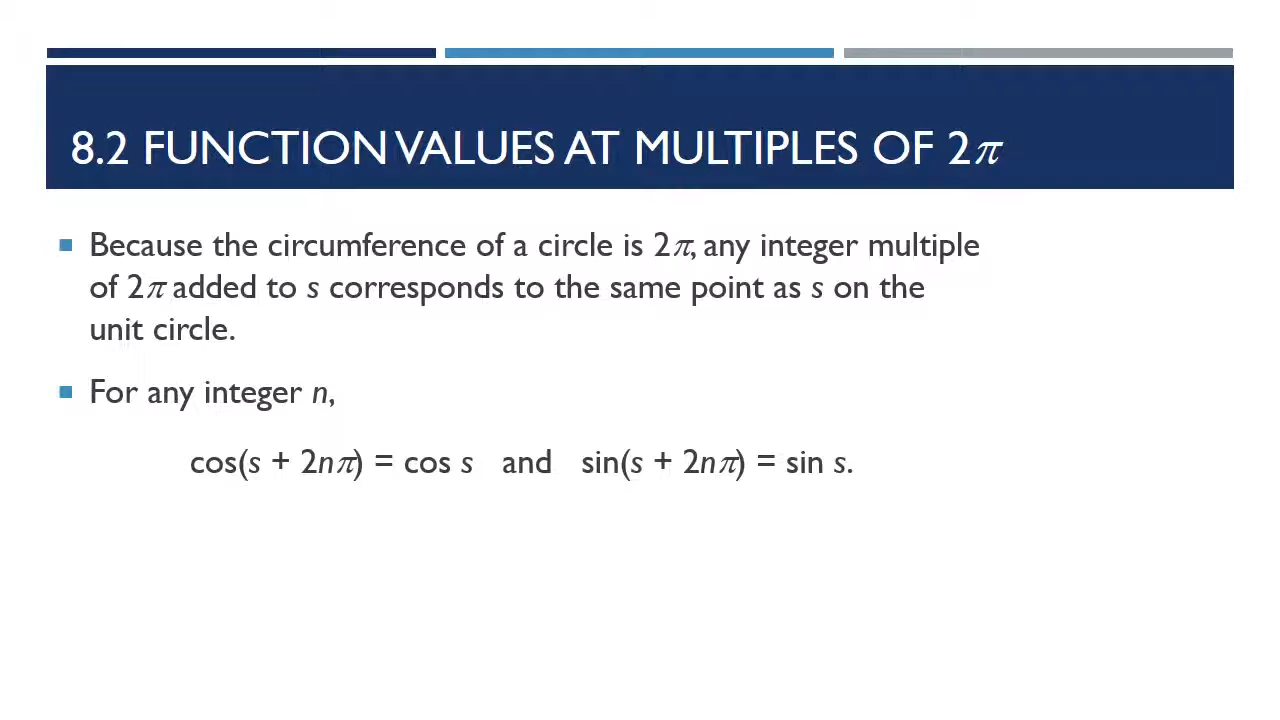 8.2 FUNCTION VALUES AT MULTIPLES OF 2π
Because the circumference of a circle is 2π, any integer multiple
of 2π added to s corresponds to the same point as s on the
unit circle.
For any integer n,
cos(s + 2nπ) = cos s and sin(s + 2nπ) = sin s.